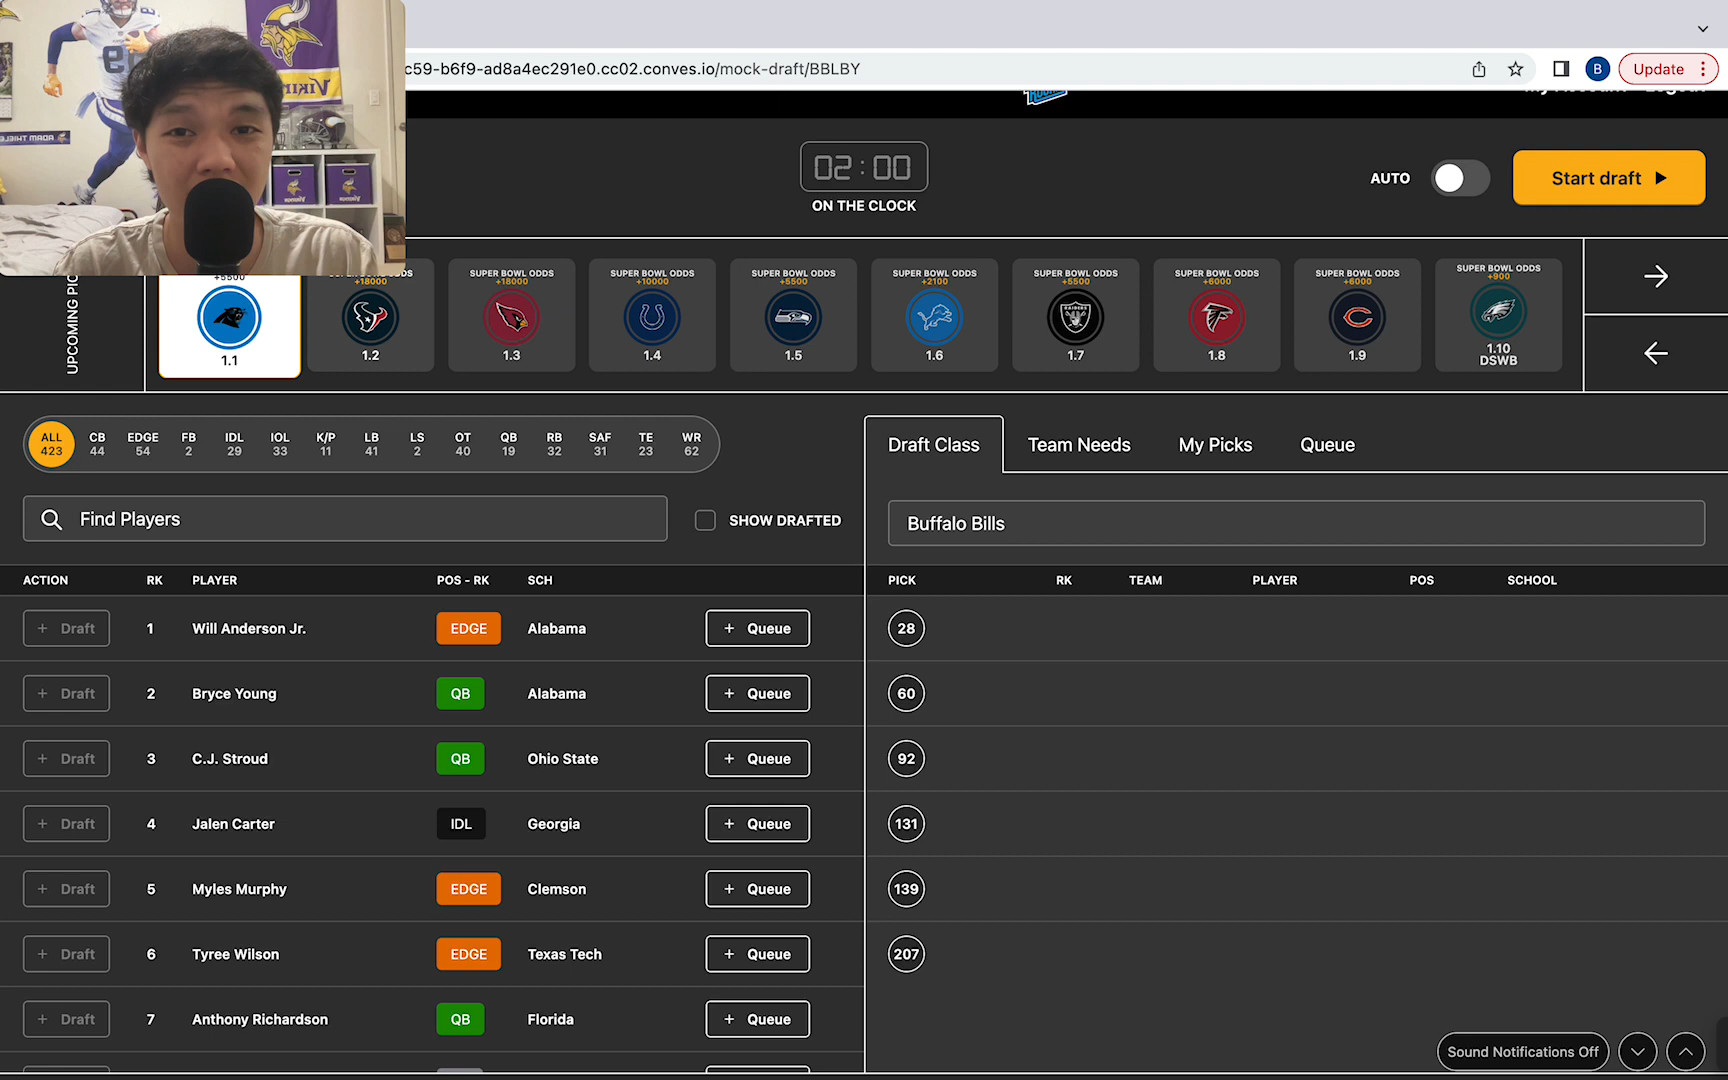 c59-b6f9-ad8a4ec291e0.cc02.conves.io/mock-draft/BBLBY
B
Update
02:00
ON THE CLOCK
AUTO
Start draft
UPCOMING PIC
+5500
1.1
+18000
1.2
SUPER BOWL ODDS
+18000
1.3
SUPER BOWL ODDS
+10000
1.4
SUPER BOWL ODDS
+5500
1.5
SUPER BOWL ODDS
+2100
1.6
SUPER BOWL ODDS
+5500
RAIDERS
1.7
SUPER BOWL ODDS
+6000
1.8
SUPER BOWL ODDS
+6000
1.9
SUPER BOWL ODDS
+900
1.10
DSWB
ALL CB EDGE FB IDL IOL K/P LB LS OT QB RB SAF TE WR
423 44 54 2 29 33 11 41 2 40 19 32 31 23 62
Find Players
SHOW DRAFTED
ACTION RK PLAYER POS - RK SCH
+ Draft 1 Will Anderson Jr. EDGE Alabama + Queue
+ Draft 2 Bryce Young QB Alabama + Queue
+ Draft 3 C.J. Stroud QB Ohio State + Queue
+ Draft 4 Jalen Carter IDL Georgia + Queue
+ Draft 5 Myles Murphy EDGE Clemson + Queue
+ Draft 6 Tyree Wilson EDGE Texas Tech + Queue
+ Draft 7 Anthony Richardson QB Florida + Queue
Draft Class Team Needs My Picks Queue
Buffalo Bills
PICK RK TEAM PLAYER POS SCHOOL
28
60
92
131
139
207
Sound Notifications Off